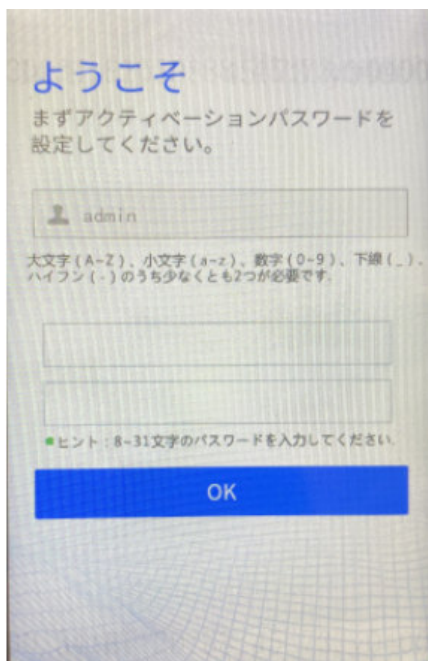 ようこそ
まずアクティベーションパスワードを
設定してください。
admin
大文字(A-Z)、小文字(a-z)、数字(0-9)、下線(_)、
ハイフン(-)のうち少なくとも2つが必要です.
■ヒント：8~31文字のパスワードを入力してください.
OK